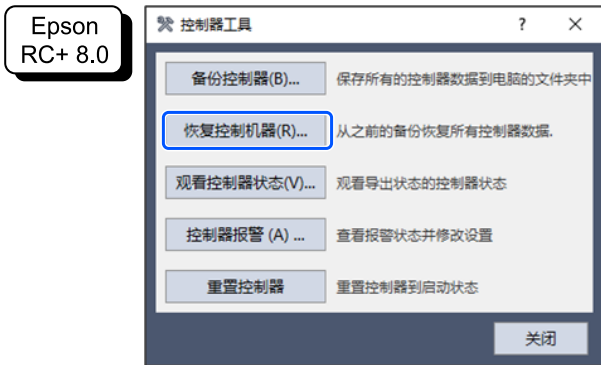 Epson
RC+ 8.0
控制器工具
备份控制器(B)...
保存所有的控制器数据到电脑的文件夹中
恢复控制机器(R)...
从之前的备份恢复所有控制器数据.
观看控制器状态(V)...
观看导出状态的控制器状态
控制器报警 (A) ...
查看报警状态并修改设置
重置控制器
重置控制器到启动状态
关闭